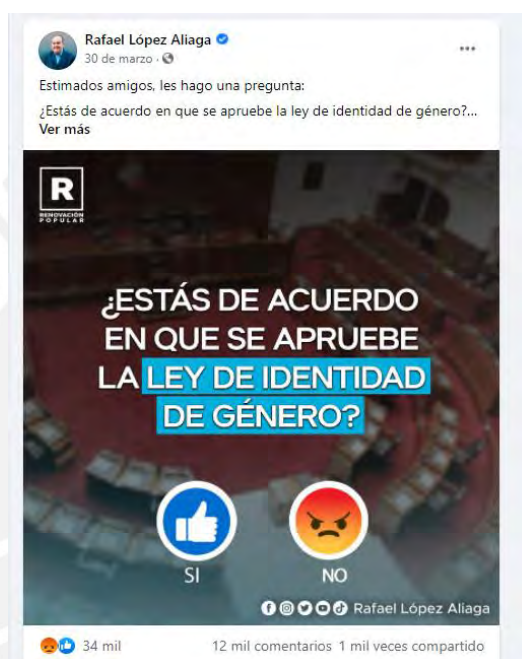 Rafael López Aliaga
30 de marzo
Estimados amigos, les hago una pregunta:
¿Estás de acuerdo en que se apruebe la ley de identidad de género?...
Ver más
R
RENOVACIÓN
POPULAR
¿ESTÁS DE ACUERDO
EN QUE SE APRUEBE
LA LEY DE IDENTIDAD
DE GÉNERO?
SI NO
Rafael López Aliaga
34 mil 12 mil comentarios 1 mil veces compartido